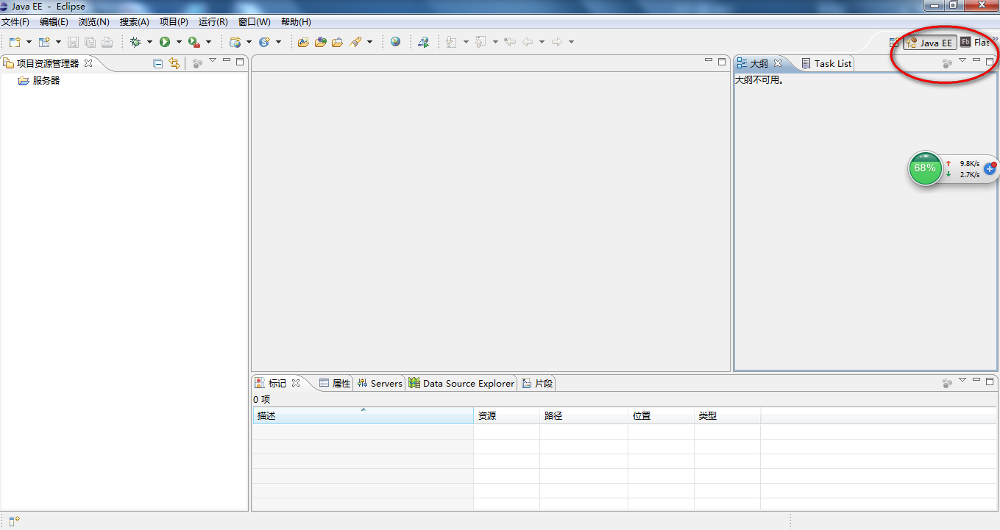 Java EE - Eclipse
文件(F) 编辑(E) 浏览(N) 搜索(A) 项目(P) 运行(R) 窗口(W) 帮助(H)
Java EE Fb Flas
项目资源管理器
服务器
大纲 Task List
大纲不可用。
68% 9.8K/s
2.7K/s
标记 属性 Servers Data Source Explorer 片段
0 项
描述 资源 路径 位置 类型